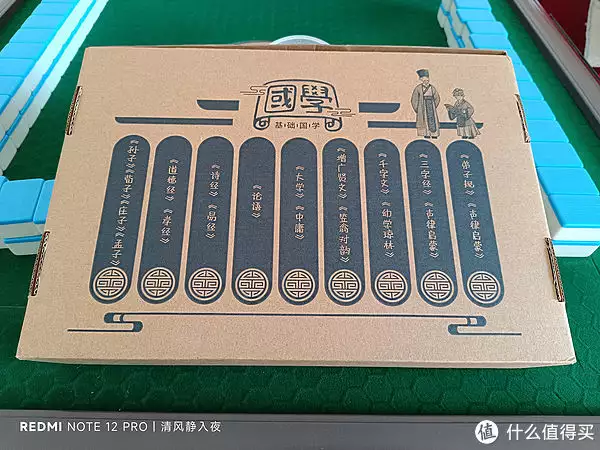 國學
基·础·国·学
《弟子规》《声律启蒙》
《三字经》《声律启蒙》
《千字文》《幼学琼林》
《增广贤文》《笠翁对韵》
《大学》《中庸》
《论语》
《诗经》《易经》
《道德经》《孝经》
《孙子》《荀子》《庄子》《孟子》
REDMI NOTE 12 PRO | 清风静入夜
值 什么值得买